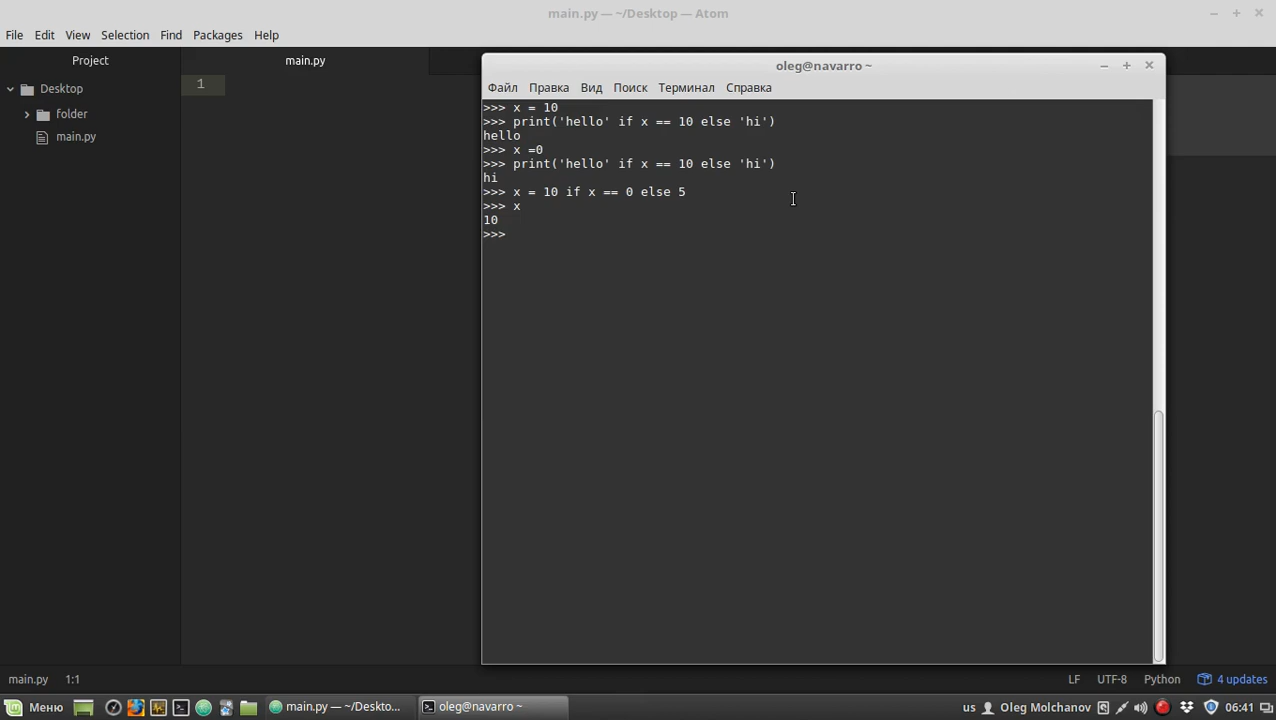 main.py — ~/Desktop — Atom
File Edit View Selection Find Packages Help
Project
main.py
Desktop
folder
main.py
1
oleg@navarro ~
Файл Правка Вид Поиск Терминал Справка
>>> x = 10
>>> print('hello' if x == 10 else 'hi')
hello
>>> x =0
>>> print('hello' if x == 10 else 'hi')
hi
>>> x = 10 if x == 0 else 5
>>> x
10
>>>
main.py 1:1
LF UTF-8 Python 4 updates
Меню main.py — ~/Deskto... oleg@navarro ~ us Oleg Molchanov 06:41